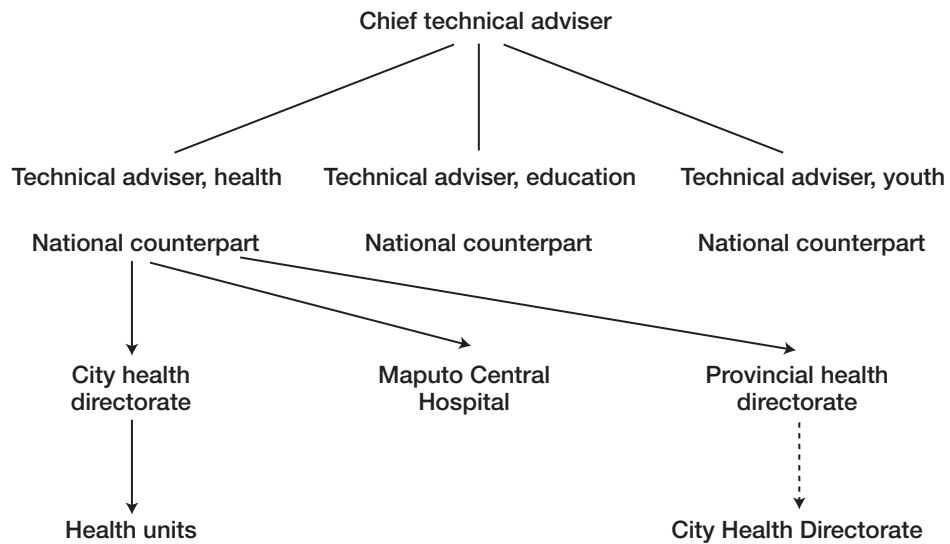 Chief technical adviser
Technical adviser, health
Technical adviser, education
Technical adviser, youth
National counterpart
National counterpart
National counterpart
City health
directorate
Maputo Central
Hospital
Provincial health
directorate
Health units
City Health Directorate